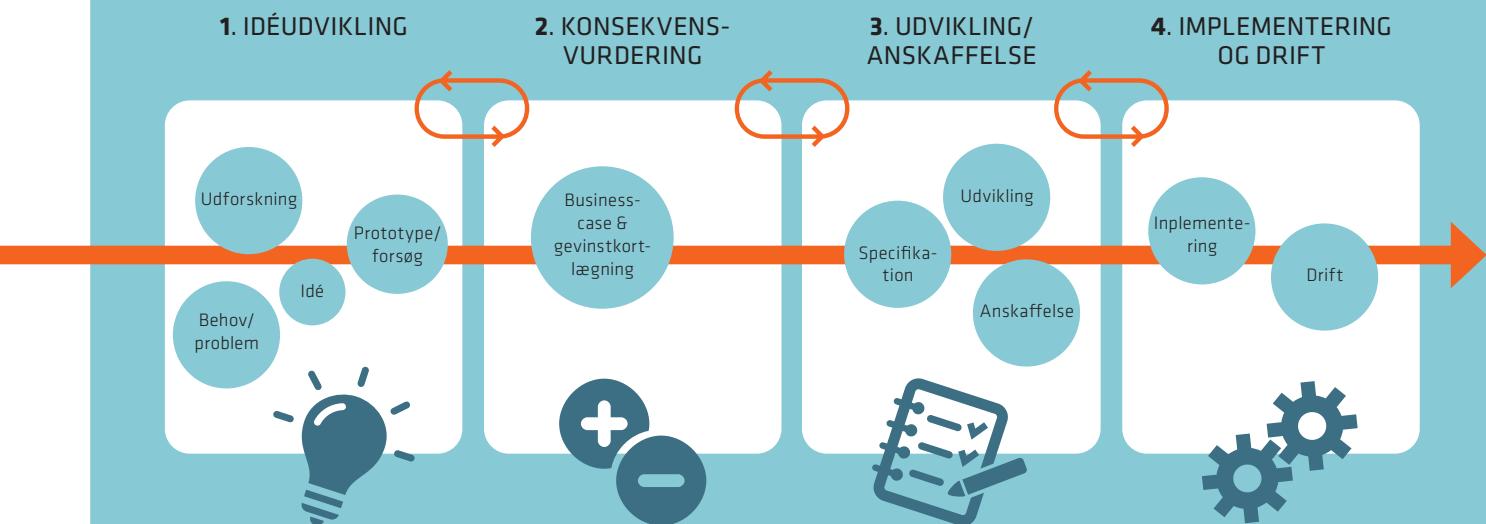 1. IDÉUDVIKLING
2. KONSEKVENS-
VURDERING
3. UDVIKLING/
ANSKAFFELSE
4. IMPLEMENTERING
OG DRIFT
Udforskning
Prototype/
forsøg
Idé
Behov/
problem
Business-
case &
gevinstkort-
lægning
Udvikling
Specifika-
tion
Anskaffelse
Inplemente-
ring
Drift